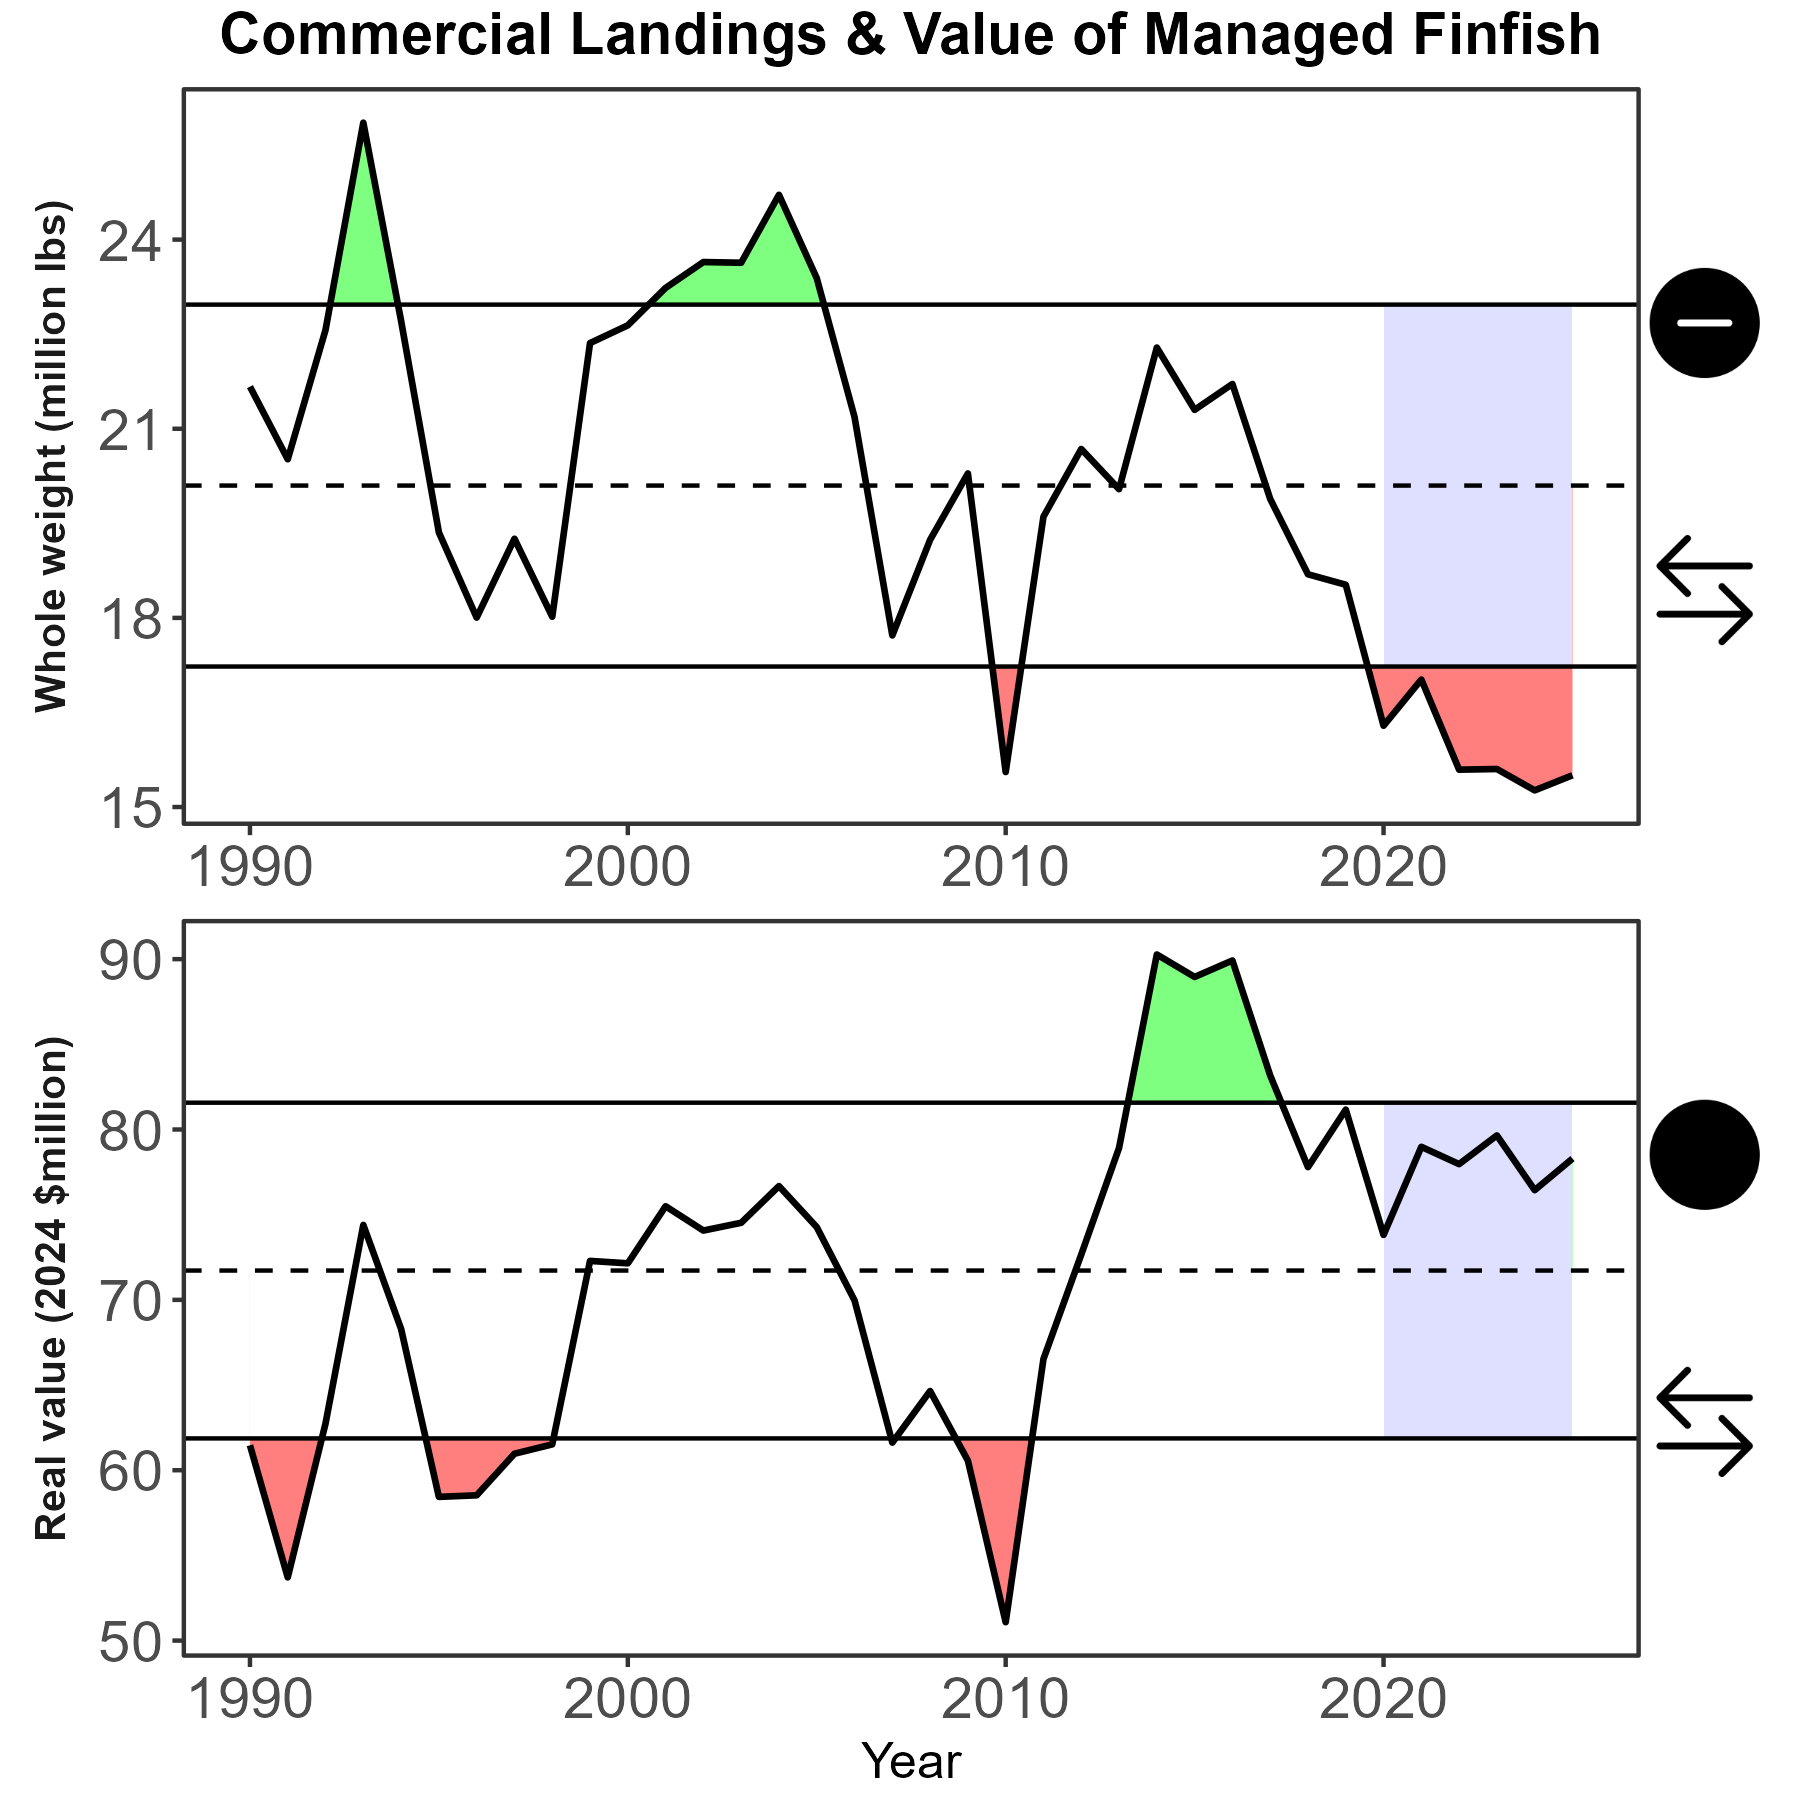 Commercial Landings & Value of Managed Finfish
Whole weight (million lbs)
24
21
18
15
1990 2000 2010 2020
Real value (2024 $million)
90
80
70
60
50
1990 2000 2010 2020
Year